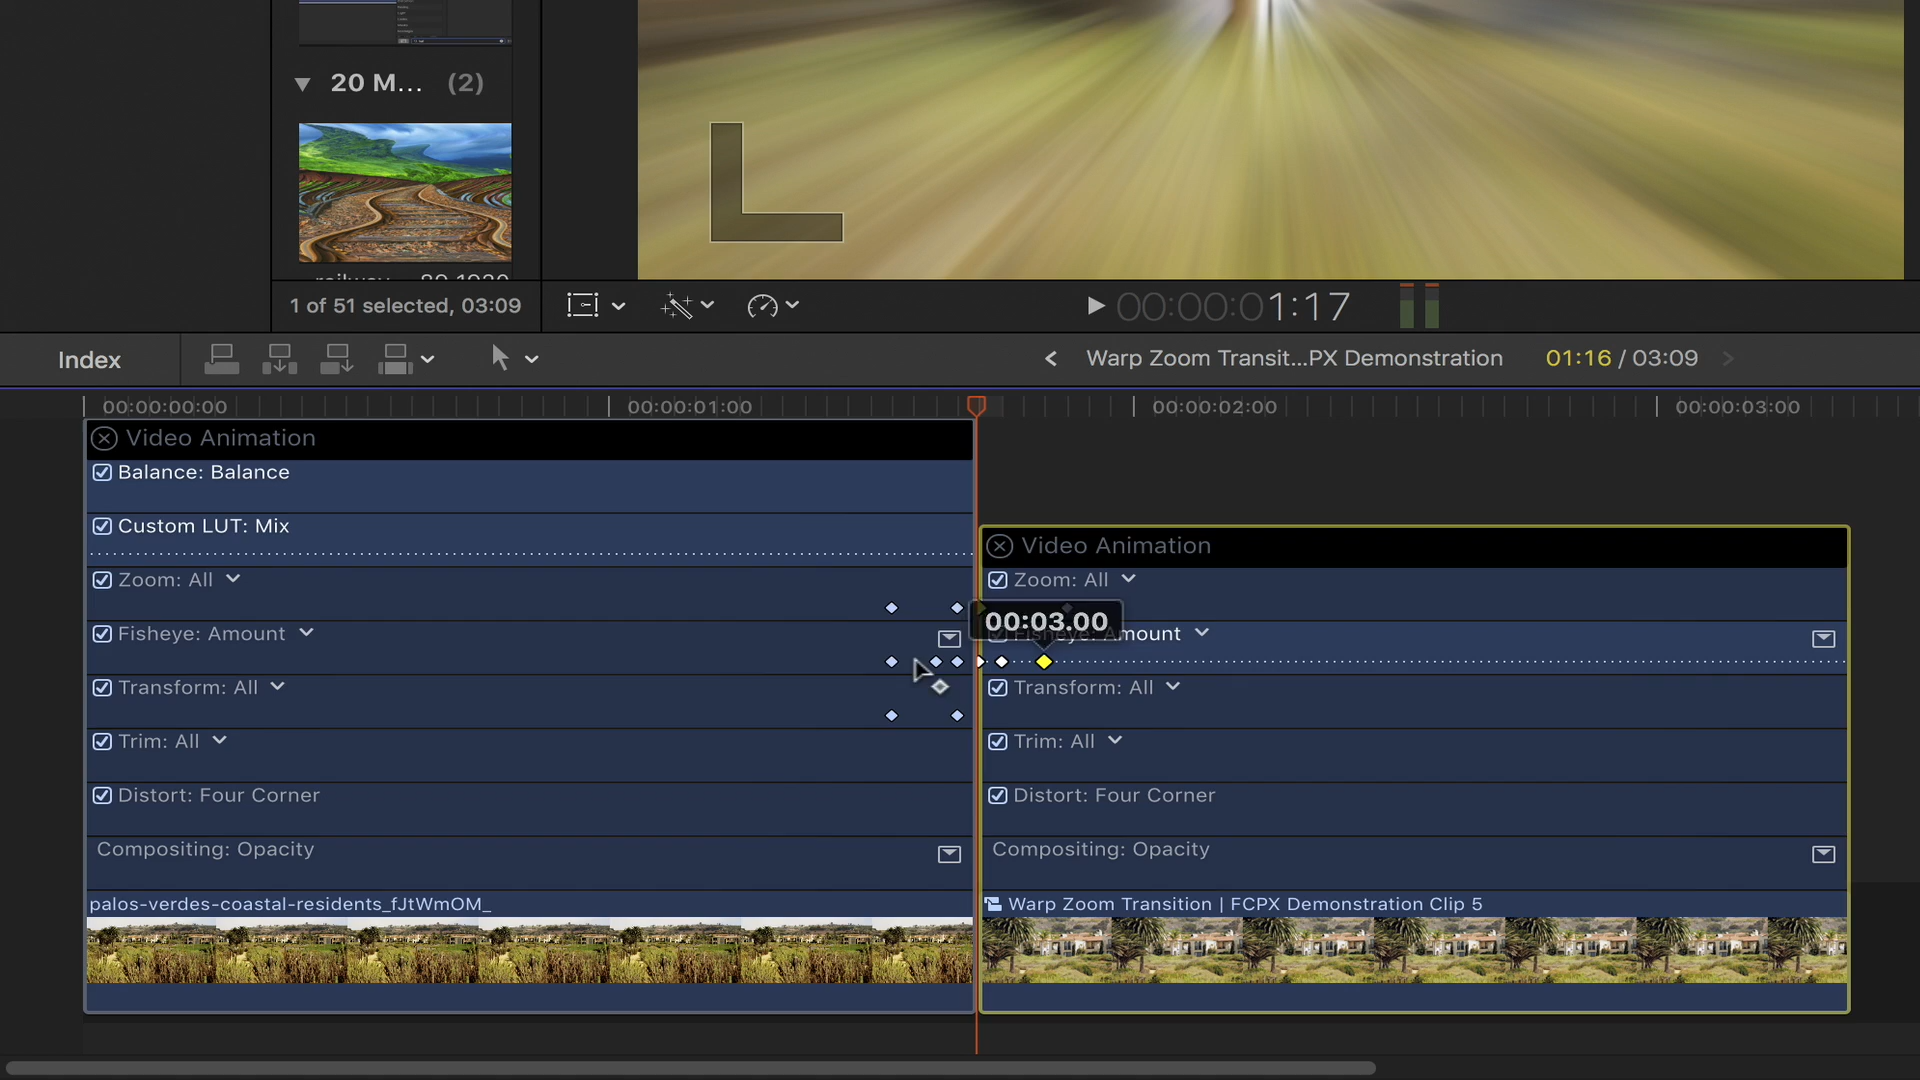 20 M... (2)
1 of 51 selected, 03:09
00:00:01:17
Index
Warp Zoom Transit...PX Demonstration
01:16 / 03:09
00:00:00:00
00:00:01:00
00:00:02:00
00:00:03:00
Video Animation
Balance: Balance
Custom LUT: Mix
Zoom: All
Fisheye: Amount
Transform: All
Trim: All
Distort: Four Corner
Compositing: Opacity
palos-verdes-coastal-residents_fJtWmOM_
Video Animation
Zoom: All
00:03.00
Fisheye: Amount
Transform: All
Trim: All
Distort: Four Corner
Compositing: Opacity
Warp Zoom Transition | FCPX Demonstration Clip 5